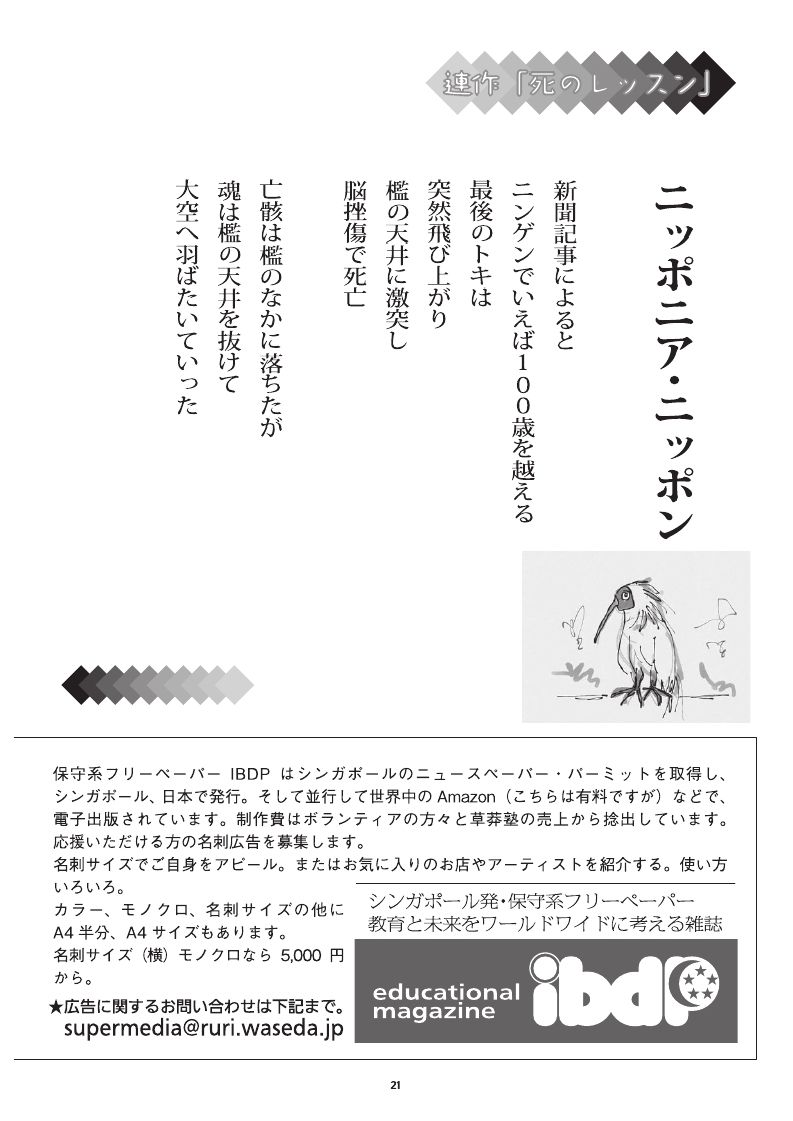 連作「死のレッスン」
ニッポニア・ニッポン
新聞記事によると
ニンゲンでいえば１００歳を越える
最後のトキは
突然飛び上がり
檻の天井に激突し
脳挫傷で死亡
亡骸は檻のなかに落ちたが
魂は檻の天井を抜けて
大空へ羽ばたいていった
保守系フリーペーパー IBDP はシンガポールのニュースペーパー・パーミットを取得し、
シンガポール、日本で発行。そして並行して世界中の Amazon（こちらは有料ですが）などで、
電子出版されています。制作費はボランティアの方々と草莽塾の売上から捻出しています。
応援いただける方の名刺広告を募集します。
名刺サイズでご自身をアピール。またはお気に入りのお店やアーティストを紹介する。使い方
いろいろ。
カラー、モノクロ、名刺サイズの他に
A4 半分、A4 サイズもあります。
名刺サイズ（横）モノクロなら 5,000 円
から。
★広告に関するお問い合わせは下記まで。
supermedia@ruri.waseda.jp
シンガポール発・保守系フリーペーパー
教育と未来をワールドワイドに考える雑誌
educational
magazine
ibdp
21